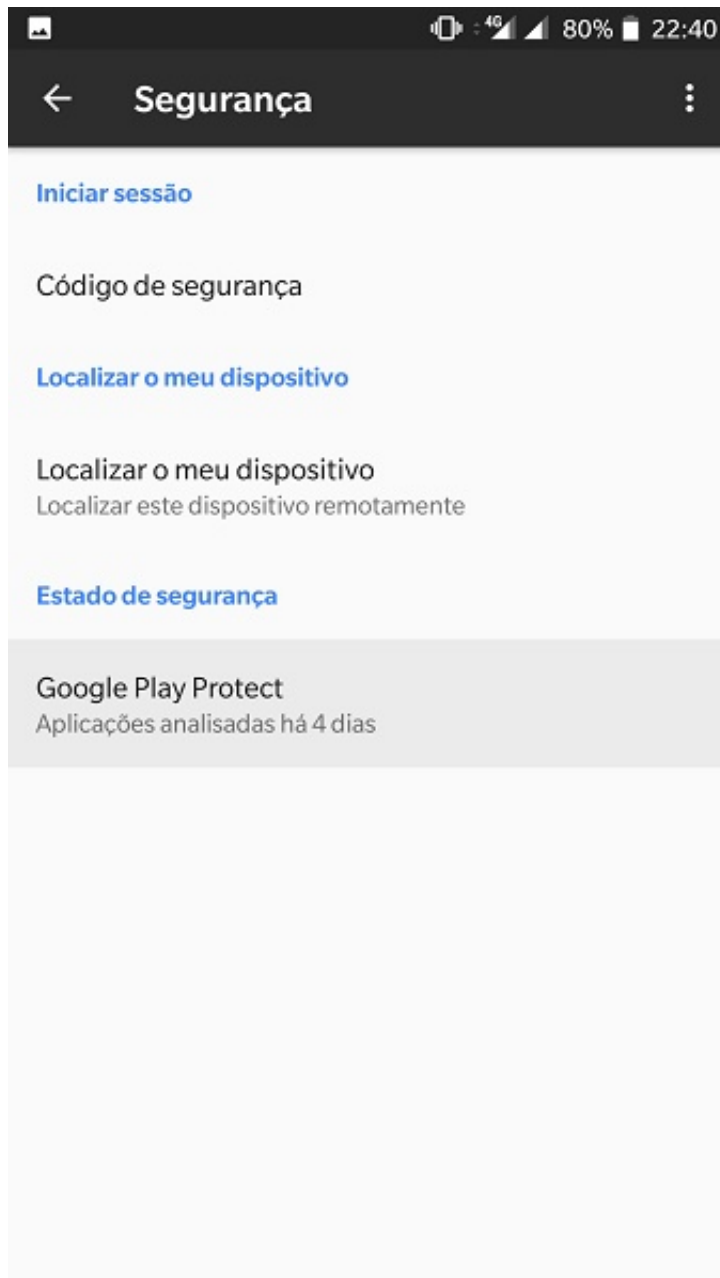 4G 80% 22:40
Segurança
Iniciar sessão
Código de segurança
Localizar o meu dispositivo
Localizar o meu dispositivo
Localizar este dispositivo remotamente
Estado de segurança
Google Play Protect
Aplicações analisadas há 4 dias